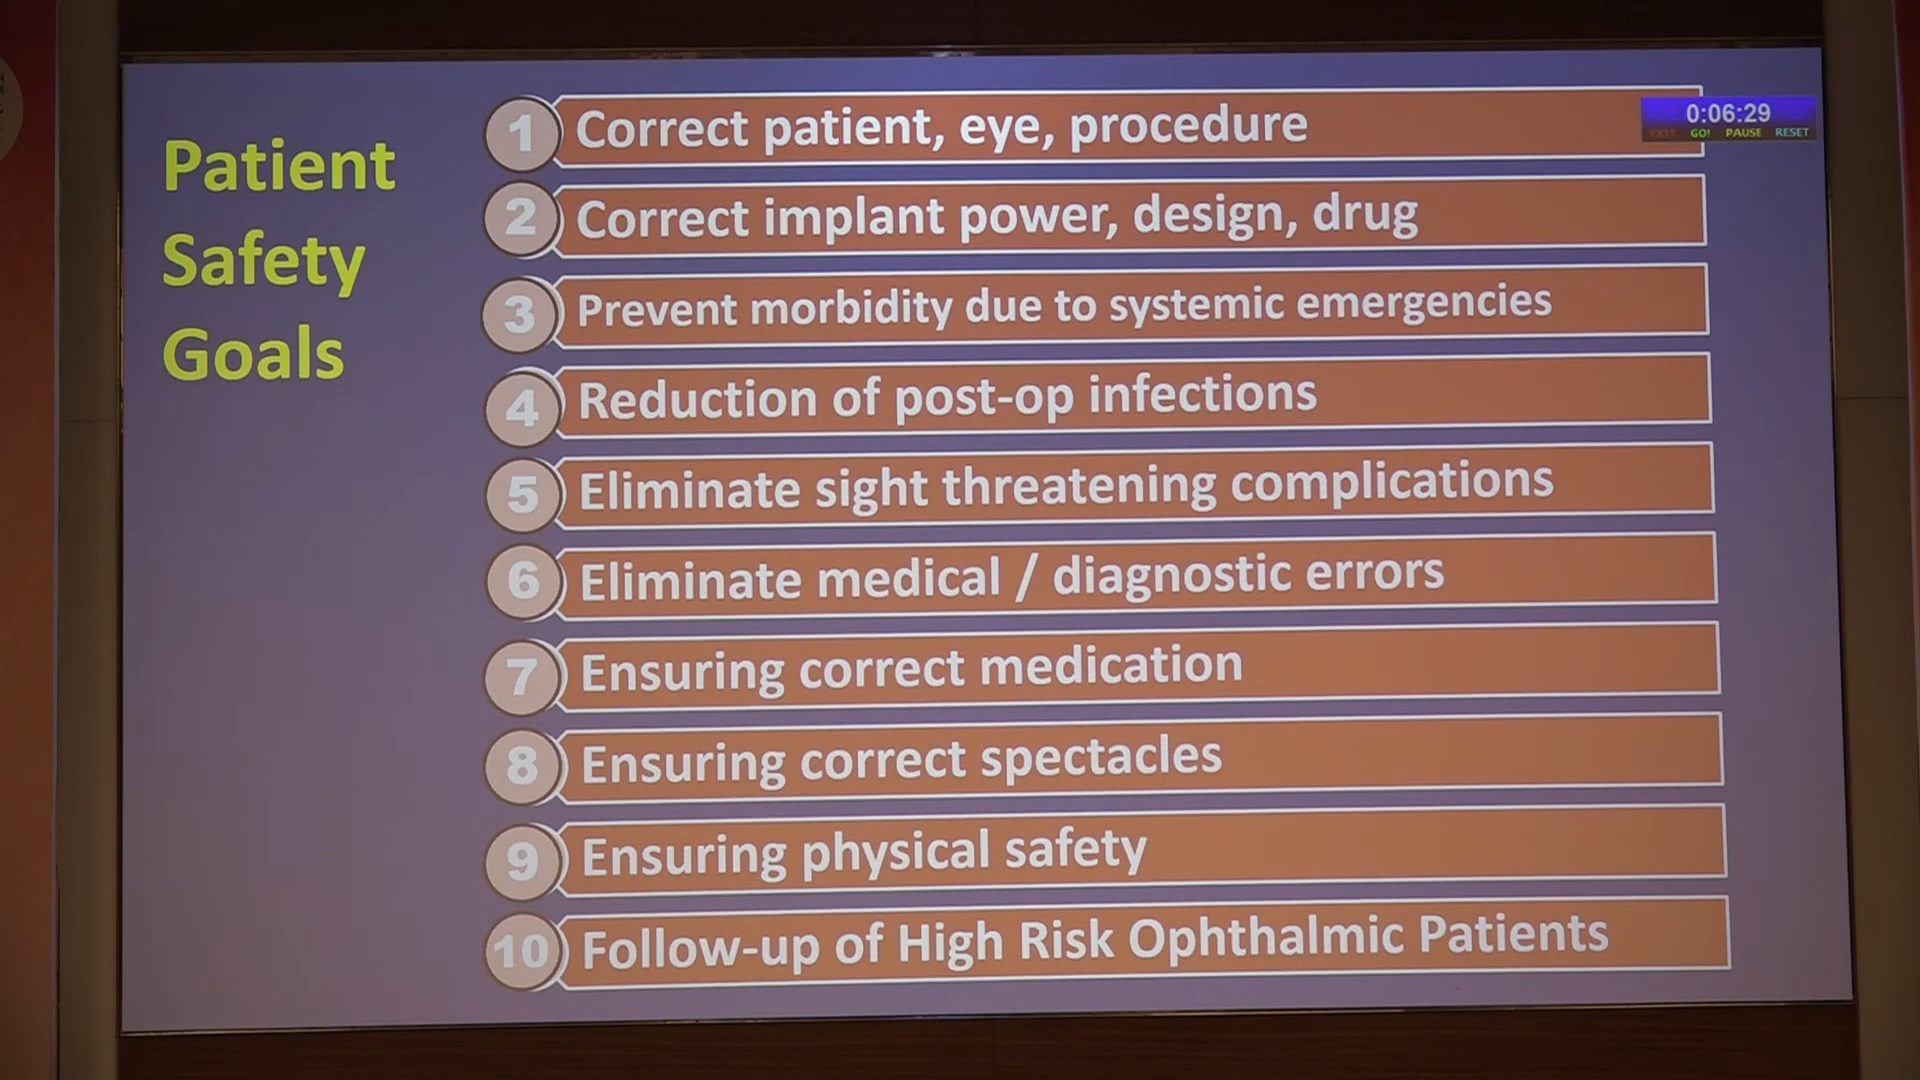 Patient
Safety
Goals
1 Correct patient, eye, procedure
2 Correct implant power, design, drug
3 Prevent morbidity due to systemic emergencies
4 Reduction of post-op infections
5 Eliminate sight threatening complications
6 Eliminate medical / diagnostic errors
7 Ensuring correct medication
8 Ensuring correct spectacles
9 Ensuring physical safety
10 Follow-up of High Risk Ophthalmic Patients
0:06:29
EXIT GO! PAUSE RESET